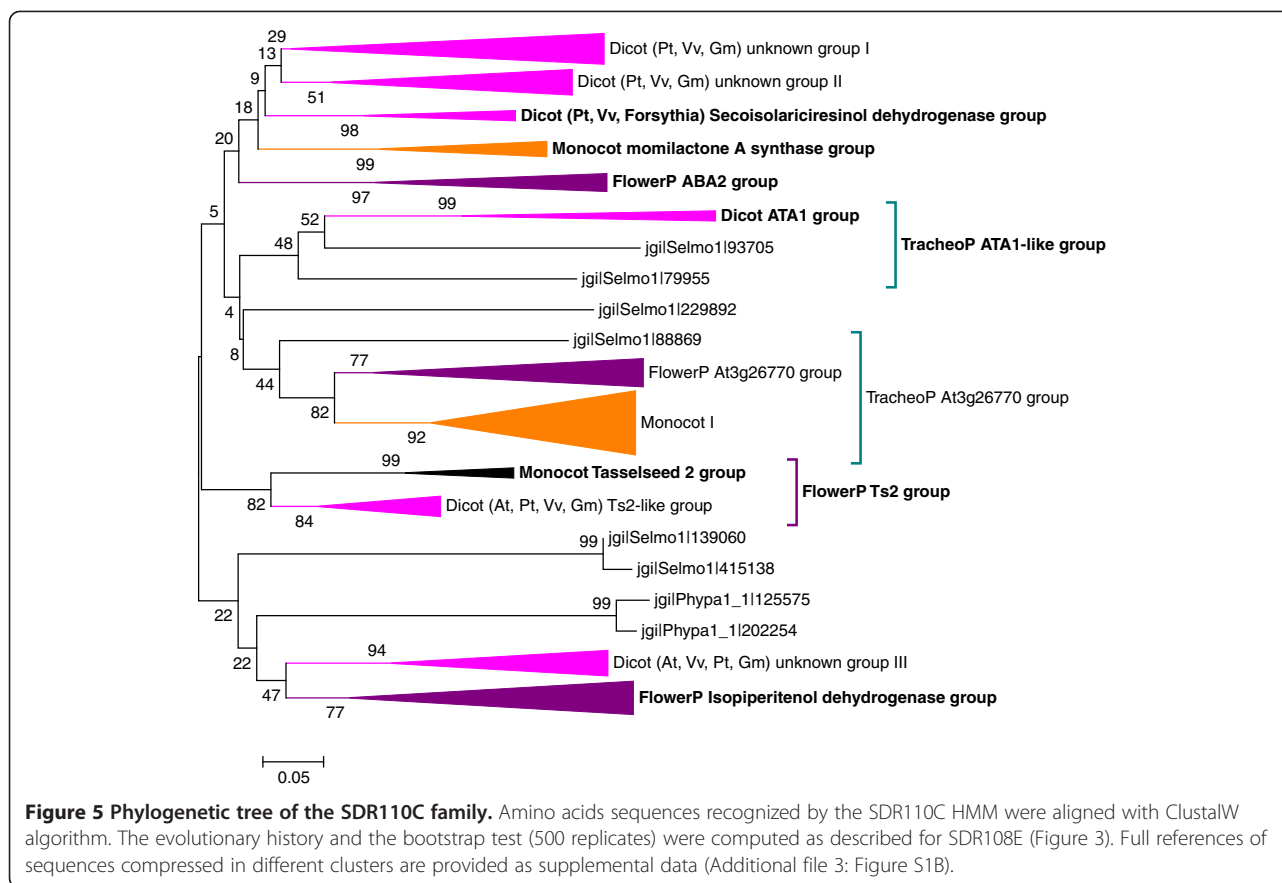 29
13
Dicot (Pt, Vv, Gm) unknown group I
9
Dicot (Pt, Vv, Gm) unknown group II
51
18
Dicot (Pt, Vv, Forsythia) Secoisolariciresinol dehydrogenase group
98
20
Monocot momilactone A synthase group
99
FlowerP ABA2 group
97
5
99
Dicot ATA1 group
52
48
jgi|Selmo1|93705
TracheoP ATA1-like group
jgi|Selmo1|79955
4
jgi|Selmo1|229892
8
jgi|Selmo1|88869
77
FlowerP At3g26770 group
44
TracheoP At3g26770 group
82
Monocot I
92
99
Monocot Tasselseed 2 group
FlowerP Ts2 group
82
Dicot (At, Pt, Vv, Gm) Ts2-like group
84
99
jgi|Selmo1|139060
jgi|Selmo1|415138
22
99
jgi|Phypa1_1|125575
jgi|Phypa1_1|202254
22
94
Dicot (At, Vv, Pt, Gm) unknown group III
47
FlowerP Isopiperitenol dehydrogenase group
77
0.05
Figure 5 Phylogenetic tree of the SDR110C family. Amino acids sequences recognized by the SDR110C HMM were aligned with ClustalW
algorithm. The evolutionary history and the bootstrap test (500 replicates) were computed as described for SDR108E (Figure 3). Full references of
sequences compressed in different clusters are provided as supplemental data (Additional file 3: Figure S1B).